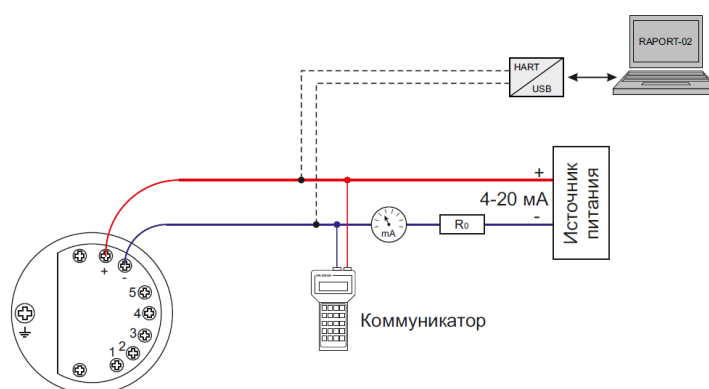 RAPORT-02
HART
USB
+
4-20 мА
-
Источник
питания
mA
R₀
+
-
5
4
3
2
1
Коммуникатор